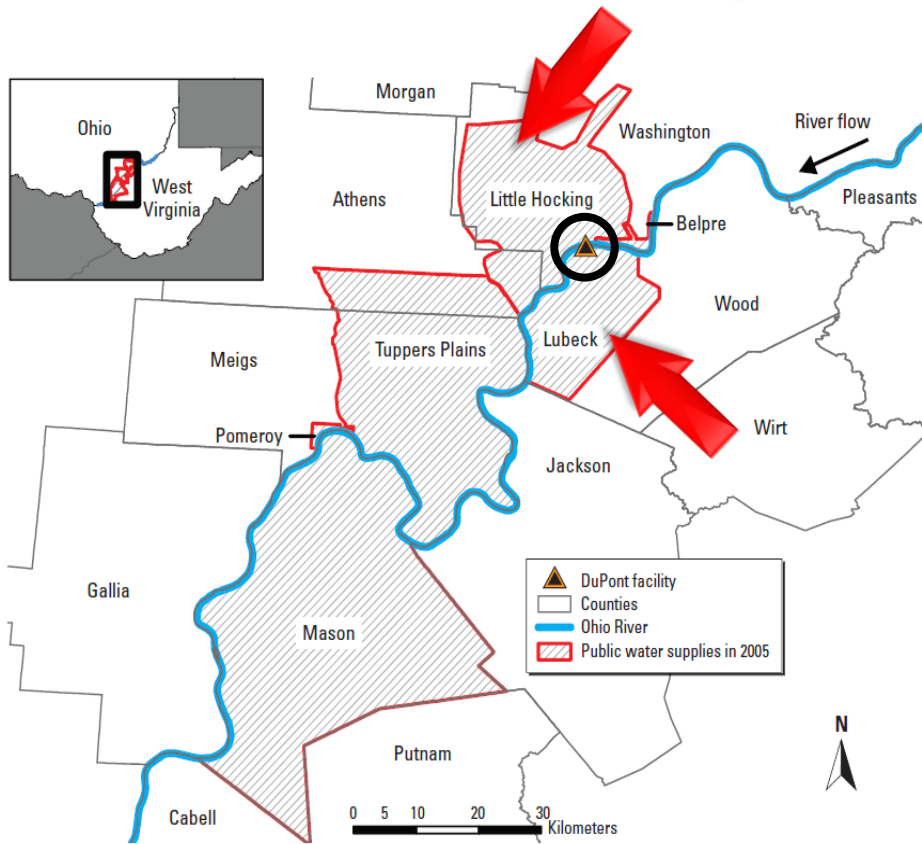 Morgan
Ohio
Washington
River flow
West
Virginia
Athens
Little Hocking
Pleasants
Belpre
Wood
Lubeck
Tuppers Plains
Meigs
Pomeroy
Wirt
Jackson
DuPont facility
Counties
Ohio River
Public water supplies in 2005
Gallia
Mason
Putnam
N
Cabell
0 5 10 20 30
Kilometers